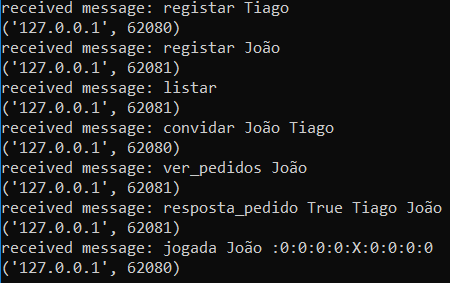 received message: registar Tiago
('127.0.0.1', 62080)
received message: registar João
('127.0.0.1', 62081)
received message: listar
('127.0.0.1', 62081)
received message: convidar João Tiago
('127.0.0.1', 62080)
received message: ver_pedidos João
('127.0.0.1', 62081)
received message: resposta_pedido True Tiago João
('127.0.0.1', 62081)
received message: jogada João :0:0:0:0:X:0:0:0:0
('127.0.0.1', 62080)